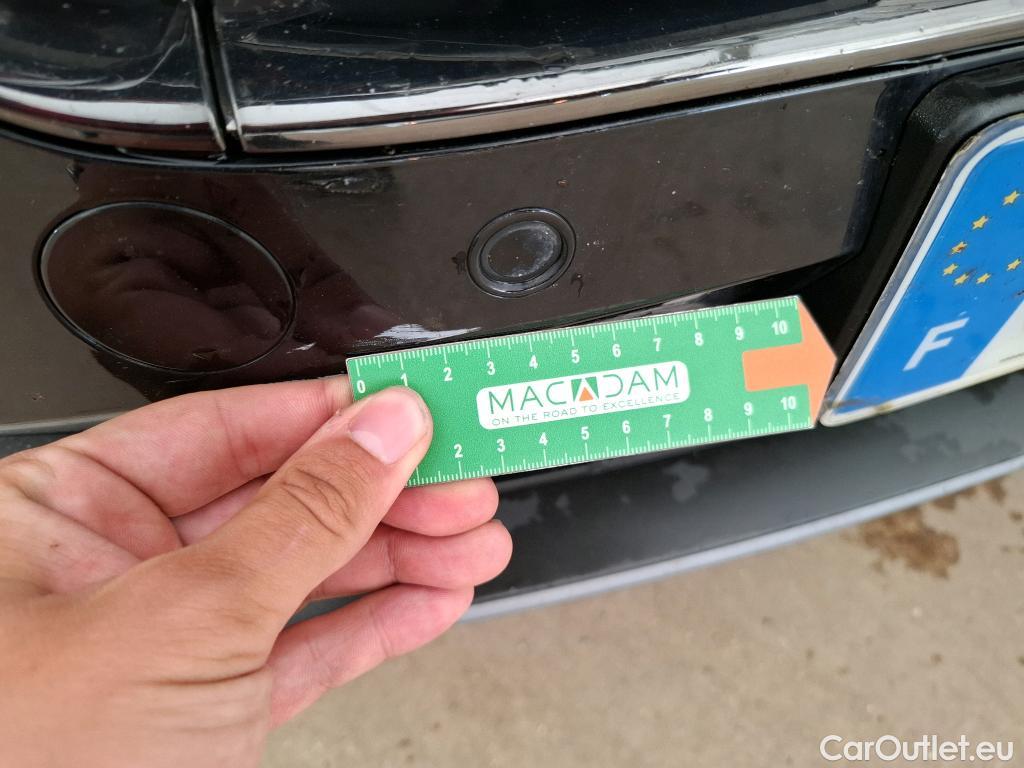 0 1 2 3 4 5 6 7 8 9 10
MACADAM
ON THE ROAD TO EXCELLENCE
2 3 4 5 6 7 8 9 10
F
CarOutlet.eu